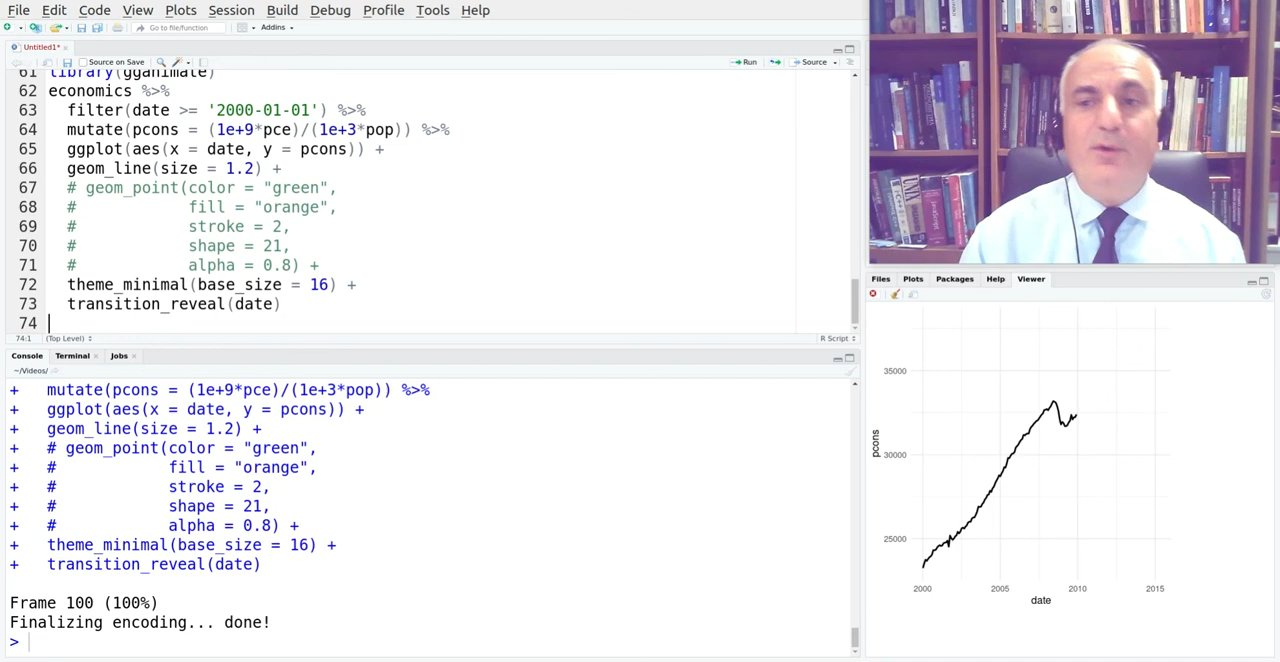 File Edit Code View Plots Session Build Debug Profile Tools Help
Go to file/function Addins
Untitled1*
Source on Save Run Source
61 library(gganimate)
62 economics %>%
63 filter(date >= '2000-01-01') %>%
64 mutate(pcons = (1e+9*pce)/(1e+3*pop)) %>%
65 ggplot(aes(x = date, y = pcons)) +
66 geom_line(size = 1.2) +
67 # geom_point(color = "green",
68 # fill = "orange",
69 # stroke = 2,
70 # shape = 21,
71 # alpha = 0.8) +
72 theme_minimal(base_size = 16) +
73 transition_reveal(date)
74
74:1 (Top Level) R Script
Console Terminal Jobs
~/Videos/
+ mutate(pcons = (1e+9*pce)/(1e+3*pop)) %>%
+ ggplot(aes(x = date, y = pcons)) +
+ geom_line(size = 1.2) +
+ # geom_point(color = "green",
+ # fill = "orange",
+ # stroke = 2,
+ # shape = 21,
+ # alpha = 0.8) +
+ theme_minimal(base_size = 16) +
+ transition_reveal(date)
Frame 100 (100%)
Finalizing encoding... done!
>
UNIX
JavaScript
Files Plots Packages Help Viewer
35000
30000
25000
pcons
2000 2005 2010 2015
date